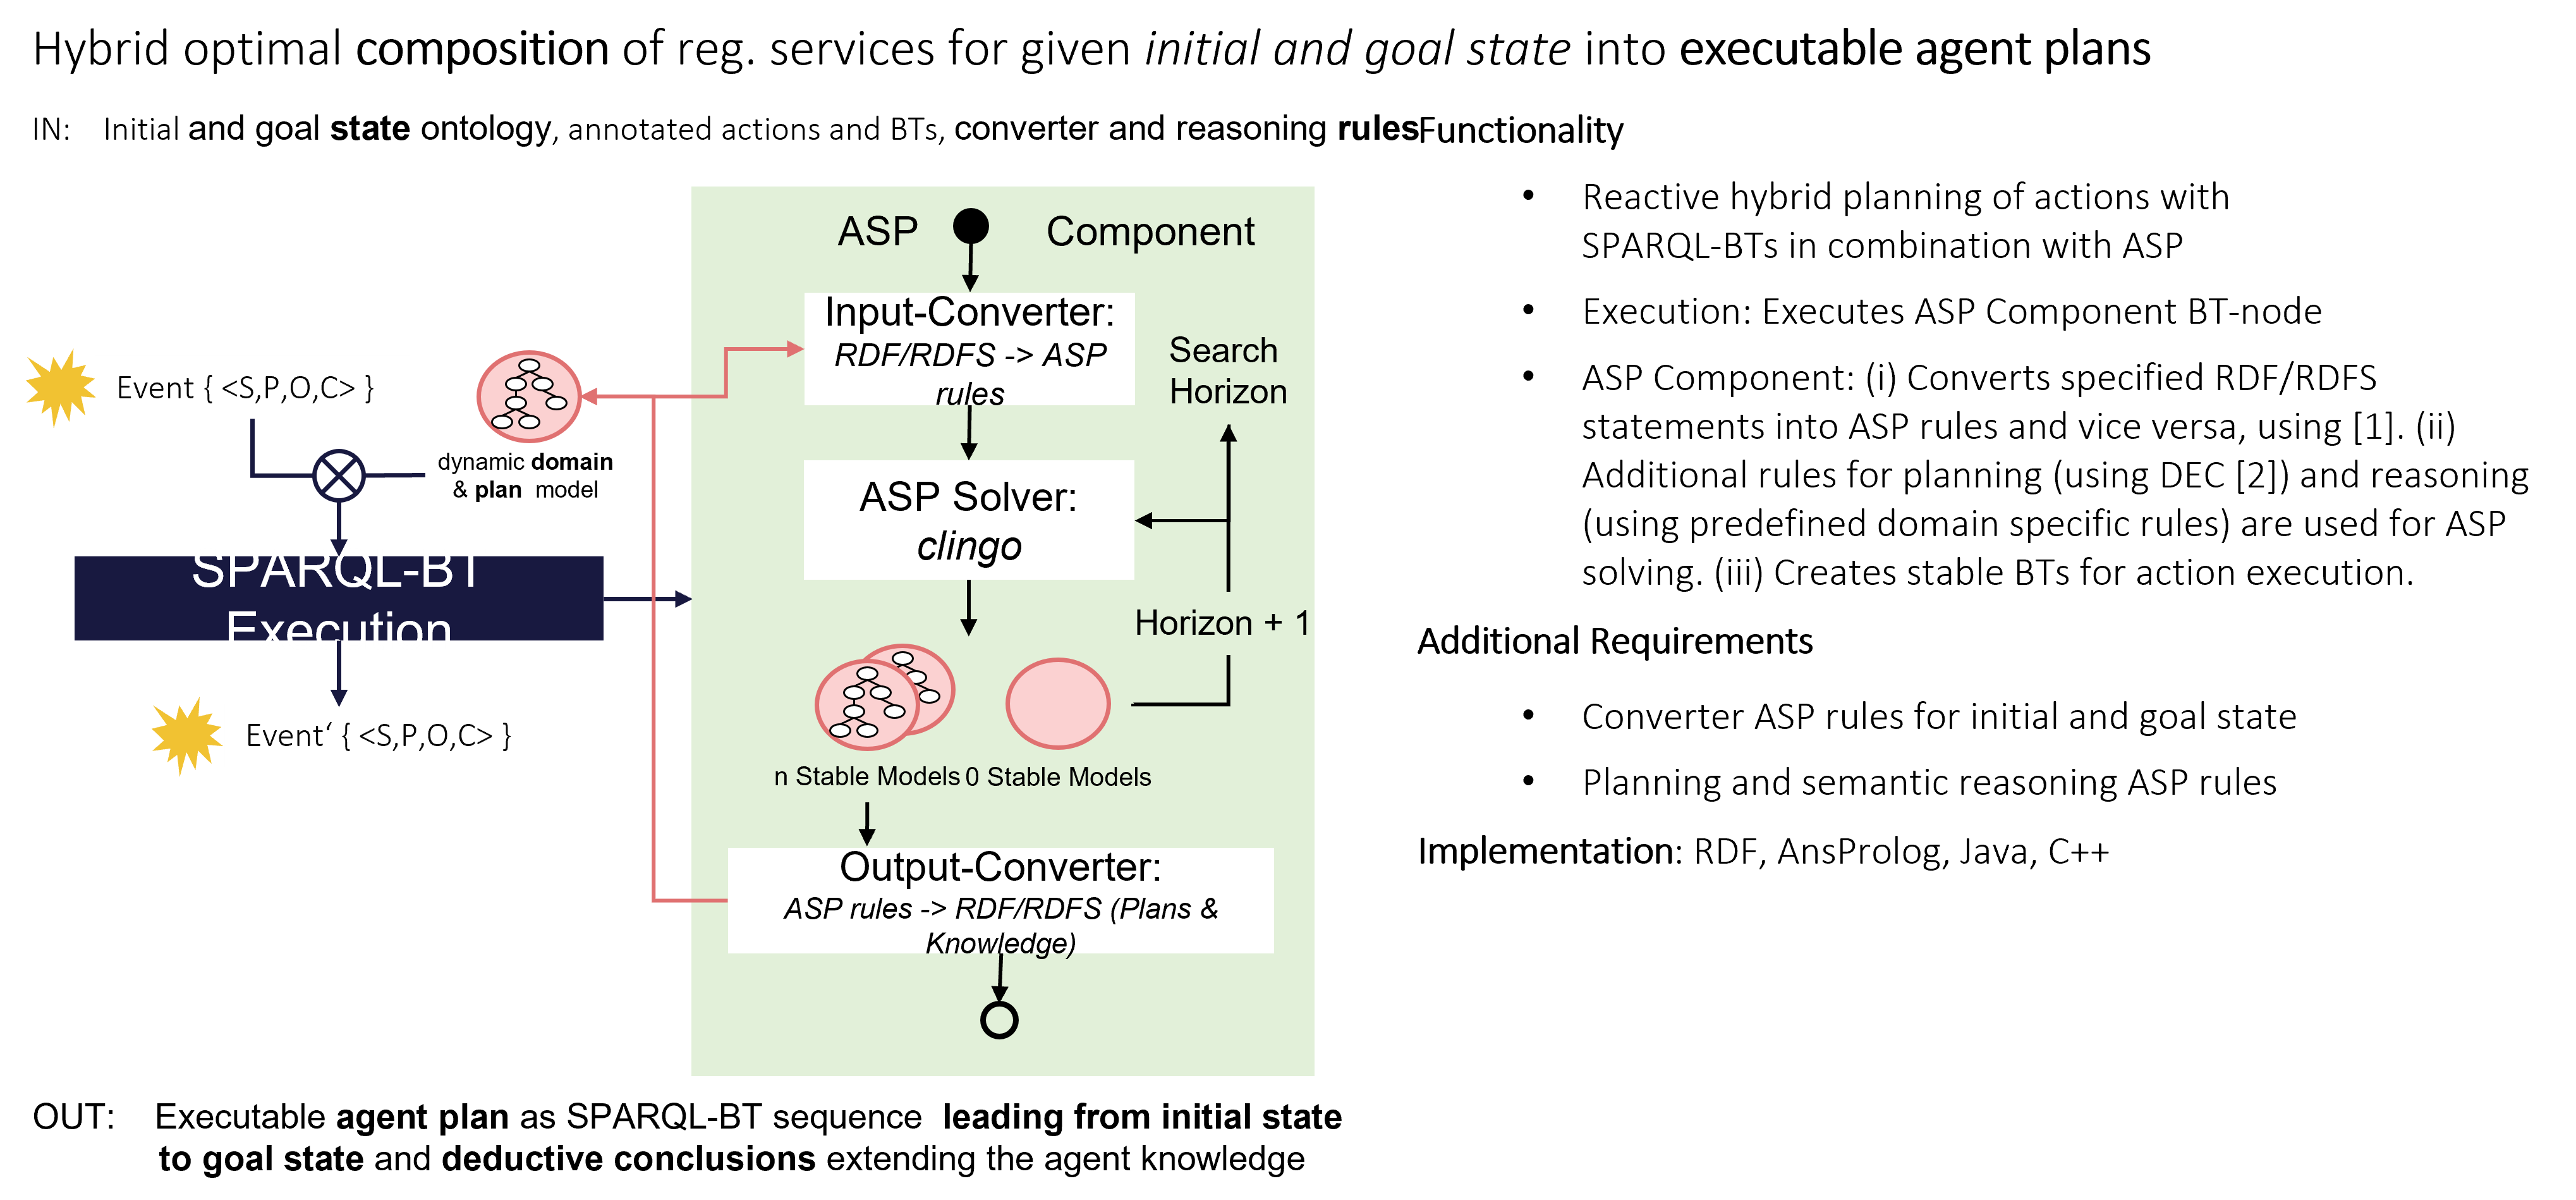 Hybrid optimal composition of reg. services for given initial and goal state into executable agent plans
IN: Initial and goal state ontology, annotated actions and BTs, converter and reasoning rules
ASP Component
Input-Converter:
RDF/RDFS -> ASP
rules
Search
Horizon
Event { <S,P,O,C> }
dynamic domain
& plan model
ASP Solver:
clingo
SPARQL-BT
Execution
Horizon + 1
Event‘ { <S,P,O,C> }
n Stable Models
0 Stable Models
Output-Converter:
ASP rules -> RDF/RDFS (Plans &
Knowledge)
OUT: Executable agent plan as SPARQL-BT sequence leading from initial state
to goal state and deductive conclusions extending the agent knowledge
Functionality
• Reactive hybrid planning of actions with
SPARQL-BTs in combination with ASP
• Execution: Executes ASP Component BT-node
• ASP Component: (i) Converts specified RDF/RDFS
statements into ASP rules and vice versa, using [1]. (ii)
Additional rules for planning (using DEC [2]) and reasoning
(using predefined domain specific rules) are used for ASP
solving. (iii) Creates stable BTs for action execution.
Additional Requirements
• Converter ASP rules for initial and goal state
• Planning and semantic reasoning ASP rules
Implementation: RDF, AnsProlog, Java, C++